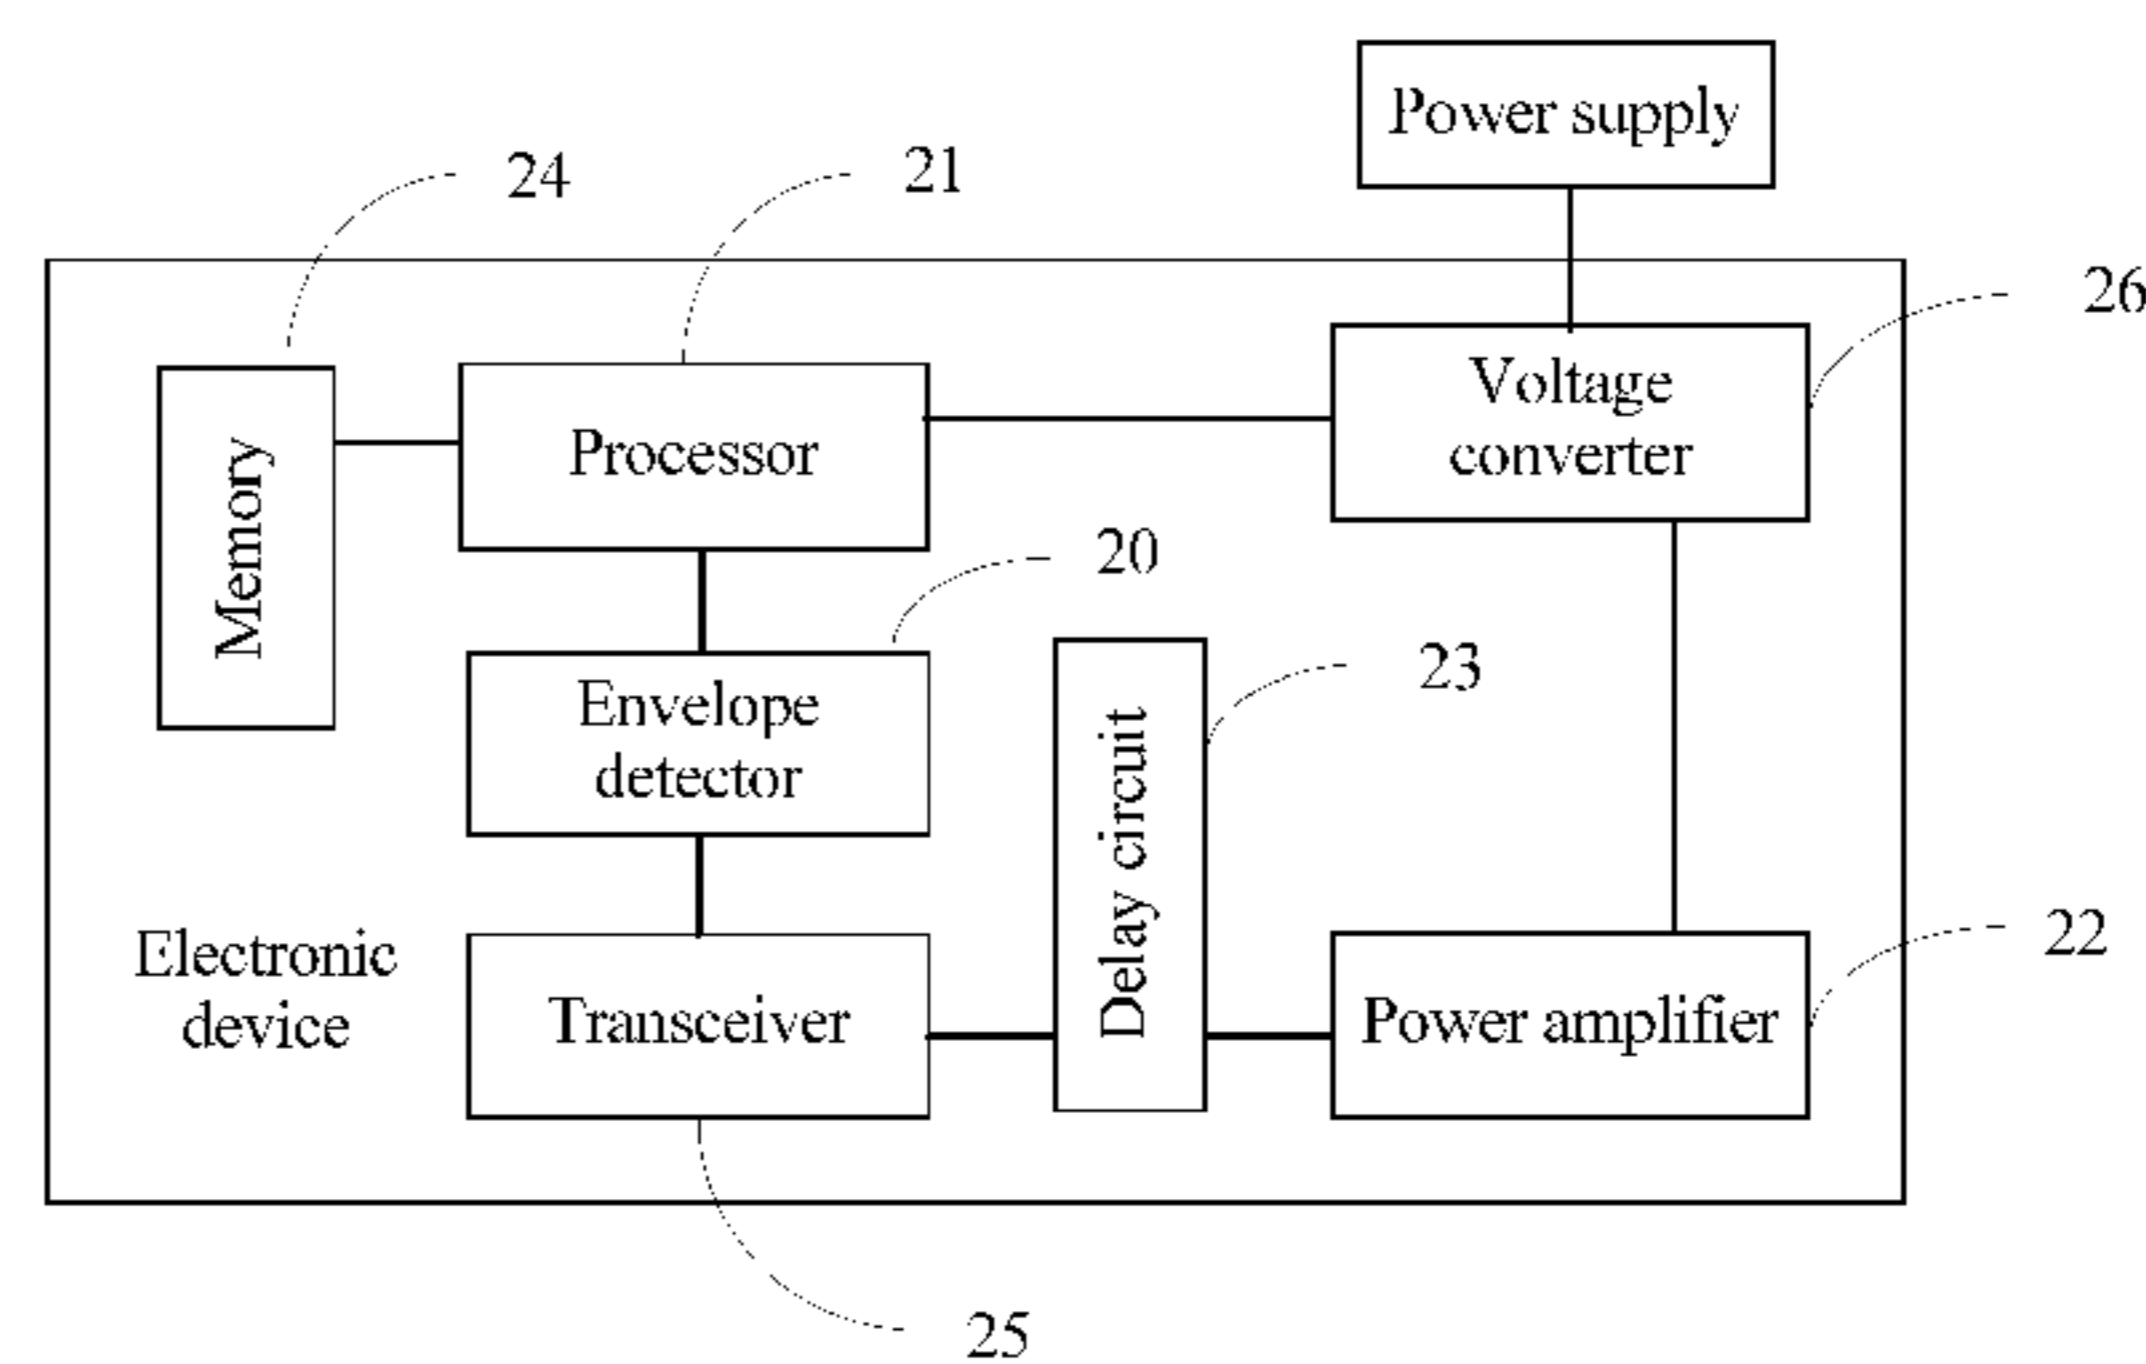 Power supply
24
21
26
Voltage
converter
Processor
Memory
20
23
Envelope
detector
Delay circuit
Electronic
device
22
Transceiver
Power amplifier
25